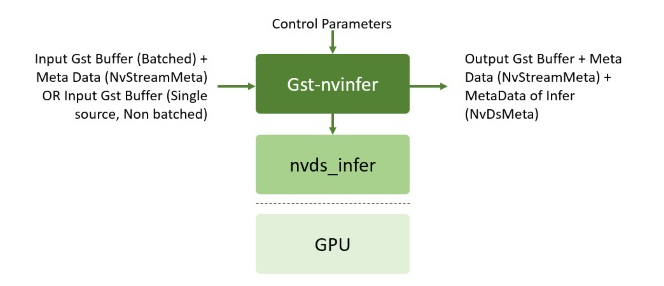 Control Parameters
Input Gst Buffer (Batched) +
Meta Data (NvStreamMeta)
OR Input Gst Buffer (Single
source, Non batched)
Gst-nvinfer
Output Gst Buffer + Meta
Data (NvStreamMeta) +
MetaData of Infer
(NvDsMeta)
nvds_infer
GPU